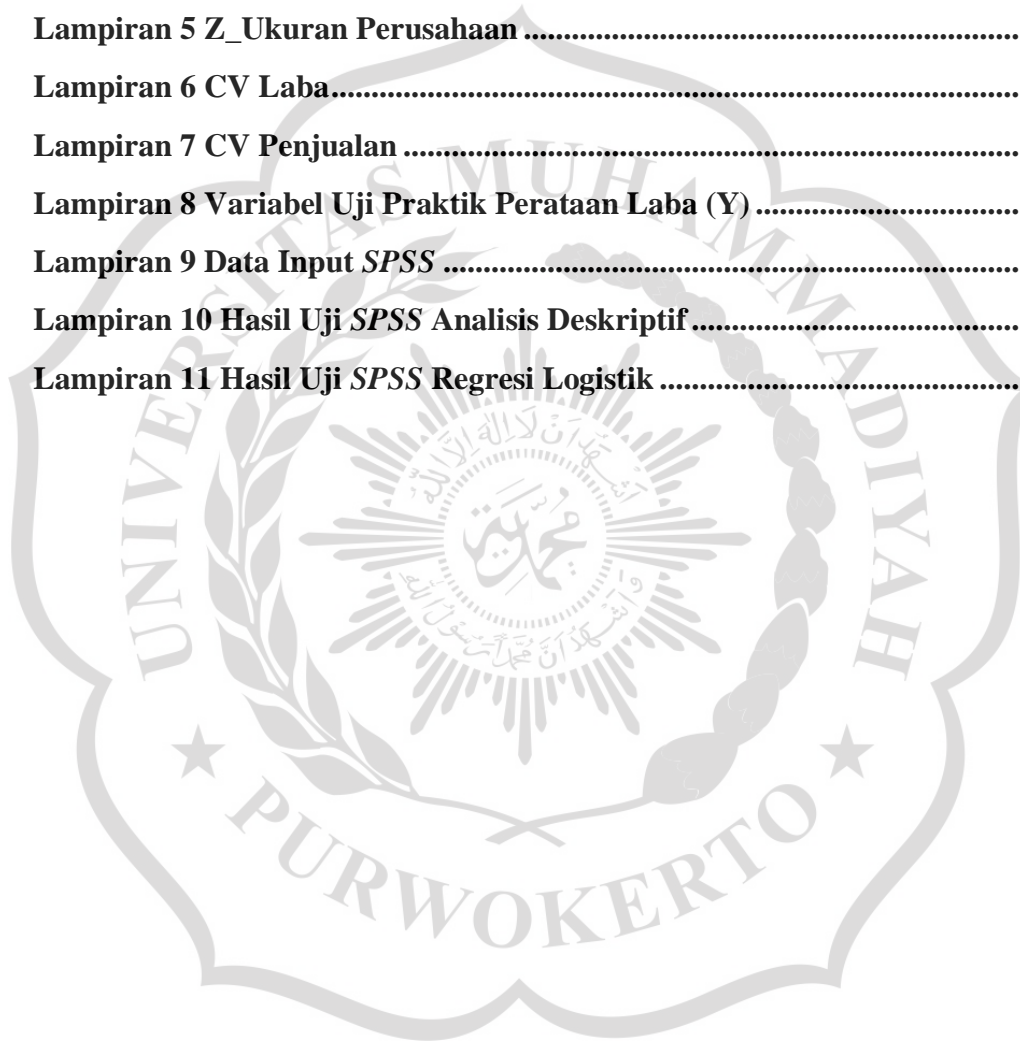 Lampiran 5 Z_Ukuran Perusahaan ..............................................................
Lampiran 6 CV Laba.......................................................................................
Lampiran 7 CV Penjualan ..............................................................................
Lampiran 8 Variabel Uji Praktik Perataan Laba (Y) .................................
Lampiran 9 Data Input SPSS .........................................................................
Lampiran 10 Hasil Uji SPSS Analisis Deskriptif.........................................
Lampiran 11 Hasil Uji SPSS Regresi Logistik .............................................
UNIVERSITAS MUHAMMADIYAH
PURWOKERTO